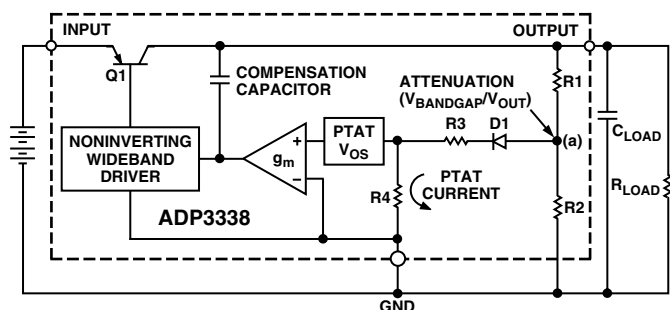 INPUT
OUTPUT
Q1
COMPENSATION
CAPACITOR
ATTENUATION
(VBANDGAP/VOUT)
R1
NONINVERTING
WIDEBAND
DRIVER
gm
+
−
PTAT
VOS
R3
D1
(a)
CLOAD
RLOAD
R4
PTAT
CURRENT
R2
ADP3338
GND